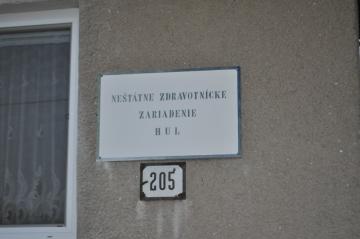 NEŠTÁTNE ZDRAVOTNÍCKE
ZARIADENIE
HUL
205